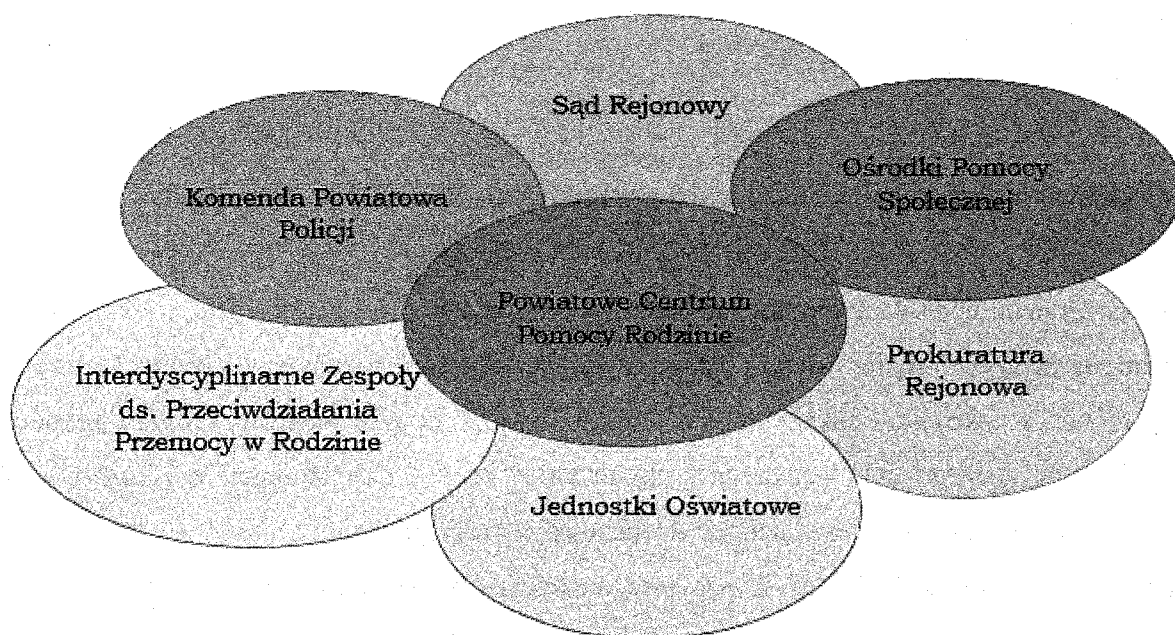 Sąd Rejonowy
Ośrodki Pomocy
Społecznej
Komenda Powiatowa
Policji
Powiatowe Centrum
Pomocy Rodzinie
Prokuratura
Rejonowa
Interdyscyplinarne Zespoły
ds. Przeciwdziałania
Przemocy w Rodzinie
Jednostki Oświatowe